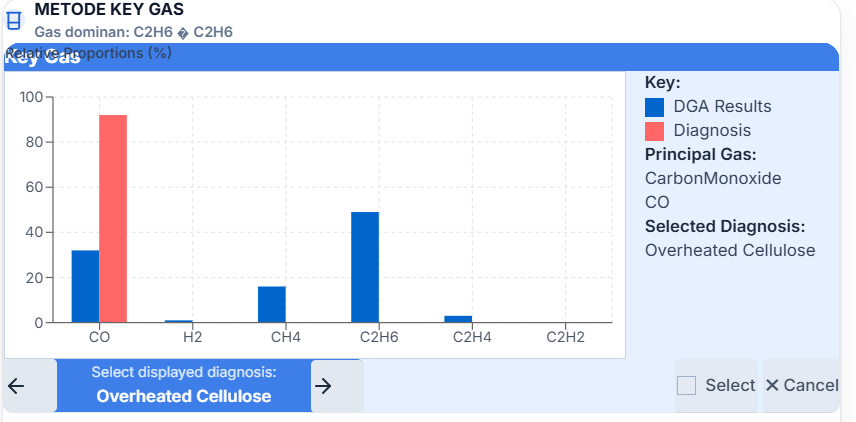 METODE KEY GAS
Gas dominan: C2H6 � C2H6
Relative Proportions (%)
Key Gas
100
80
60
40
20
0
CO H2 CH4 C2H6 C2H4 C2H2
Key:
DGA Results
Diagnosis
Principal Gas:
CarbonMonoxide
CO
Selected Diagnosis:
Overheated Cellulose
Select displayed diagnosis:
Overheated Cellulose
Select
Cancel